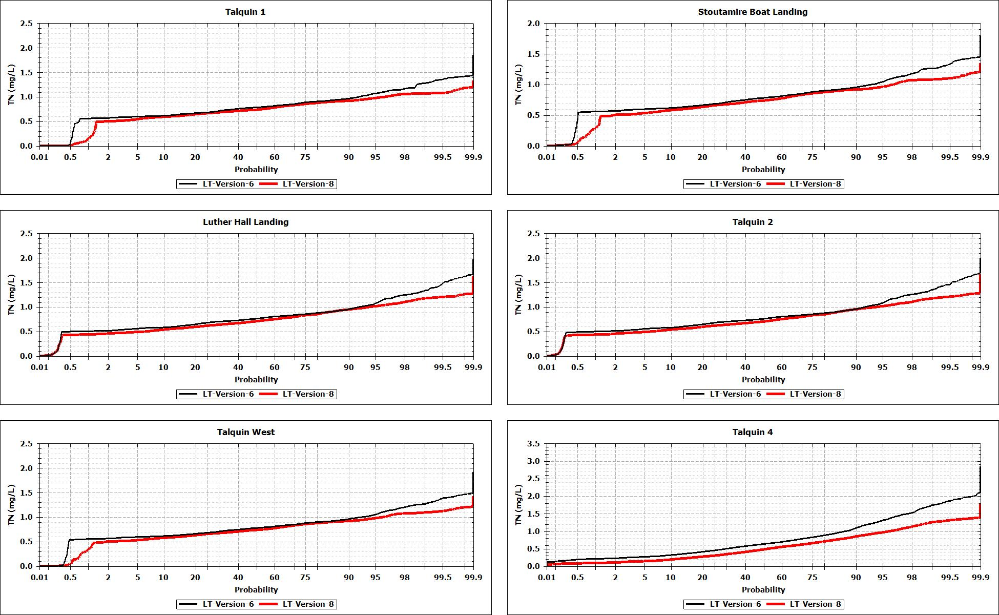 Talquin 1
TN (mg/L)
2.5
2.0
1.5
1.0
0.5
0.0
0.01 0.5 2 5 10 20 40 60 75 90 95 98 99.5 99.9
Probability
LT-Version-6 LT-Version-8
Stoutamire Boat Landing
TN (mg/L)
2.0
1.5
1.0
0.5
0.0
0.01 0.5 2 5 10 20 40 60 75 90 95 98 99.5 99.9
Probability
LT-Version-6 LT-Version-8
Luther Hall Landing
TN (mg/L)
2.5
2.0
1.5
1.0
0.5
0.0
0.01 0.5 2 5 10 20 40 60 75 90 95 98 99.5 99.9
Probability
LT-Version-6 LT-Version-8
Talquin 2
TN (mg/L)
2.5
2.0
1.5
1.0
0.5
0.0
0.01 0.5 2 5 10 20 40 60 75 90 95 98 99.5 99.9
Probability
LT-Version-6 LT-Version-8
Talquin West
TN (mg/L)
2.5
2.0
1.5
1.0
0.5
0.0
0.01 0.5 2 5 10 20 40 60 75 90 95 98 99.5 99.9
Probability
LT-Version-6 LT-Version-8
Talquin 4
TN (mg/L)
3.5
3.0
2.5
2.0
1.5
1.0
0.5
0.0
0.01 0.5 2 5 10 20 40 60 75 90 95 98 99.5 99.9
Probability
LT-Version-6 LT-Version-8